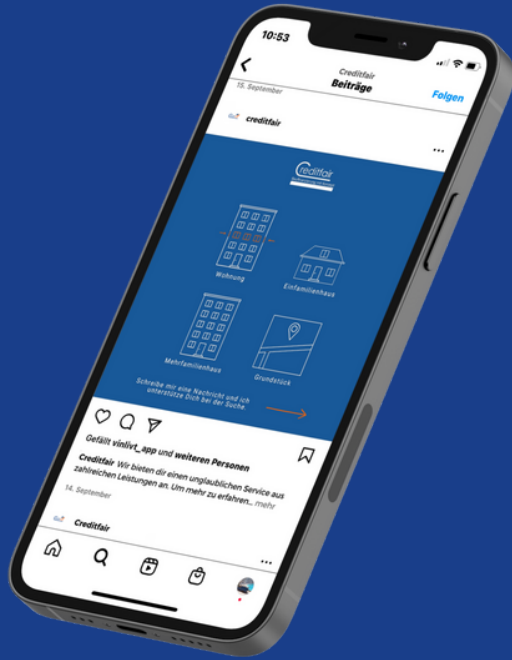 10:53
Creditfair
Beiträge
Folgen
15. September
creditfair
Creditfair
Wohnung
Einfamilienhaus
Mehrfamilienhaus
Grundstück
Schreibe mir eine Nachricht und ich
unterstütze Dich bei der Suche.
Gefällt vinlivt_app und weiteren Personen
Creditfair Wir bieten dir einen unglaublichen Service aus
zahlreichen Leistungen an. Um mehr zu erfahren... mehr
14. September
Creditfair